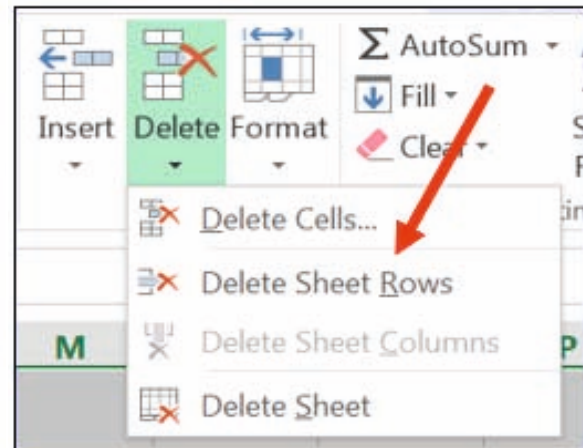 Insert Delete Format
Σ AutoSum
Fill
Clear
Delete Cells...
Delete Sheet Rows
Delete Sheet Columns
Delete Sheet
M
P